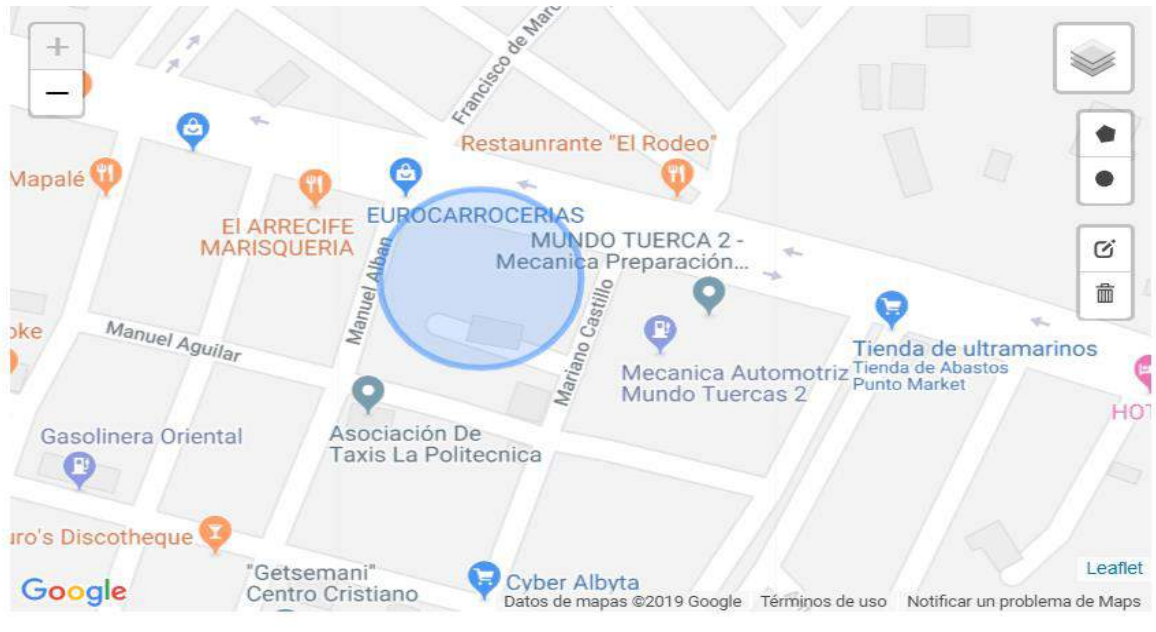 +
−
Francisco de Marc
Restaunrante "El Rodeo"
Mapalé
El ARRECIFE
MARISQUERIA
EUROCARROCERIAS
MUNDO TUERCA 2 -
Mecanica Preparación...
Manuel Alban
Mariano Castillo
oke
Manuel Aguilar
Mecanica Automotriz
Mundo Tuercas 2
Tienda de ultramarinos
Tienda de Abastos
Punto Market
HOT
Gasolinera Oriental
Asociación De
Taxis La Politecnica
uro's Discotheque
"Getsemani"
Centro Cristiano
Cyber Albyta
Leaflet
Google
Datos de mapas ©2019 Google Términos de uso Notificar un problema de Maps